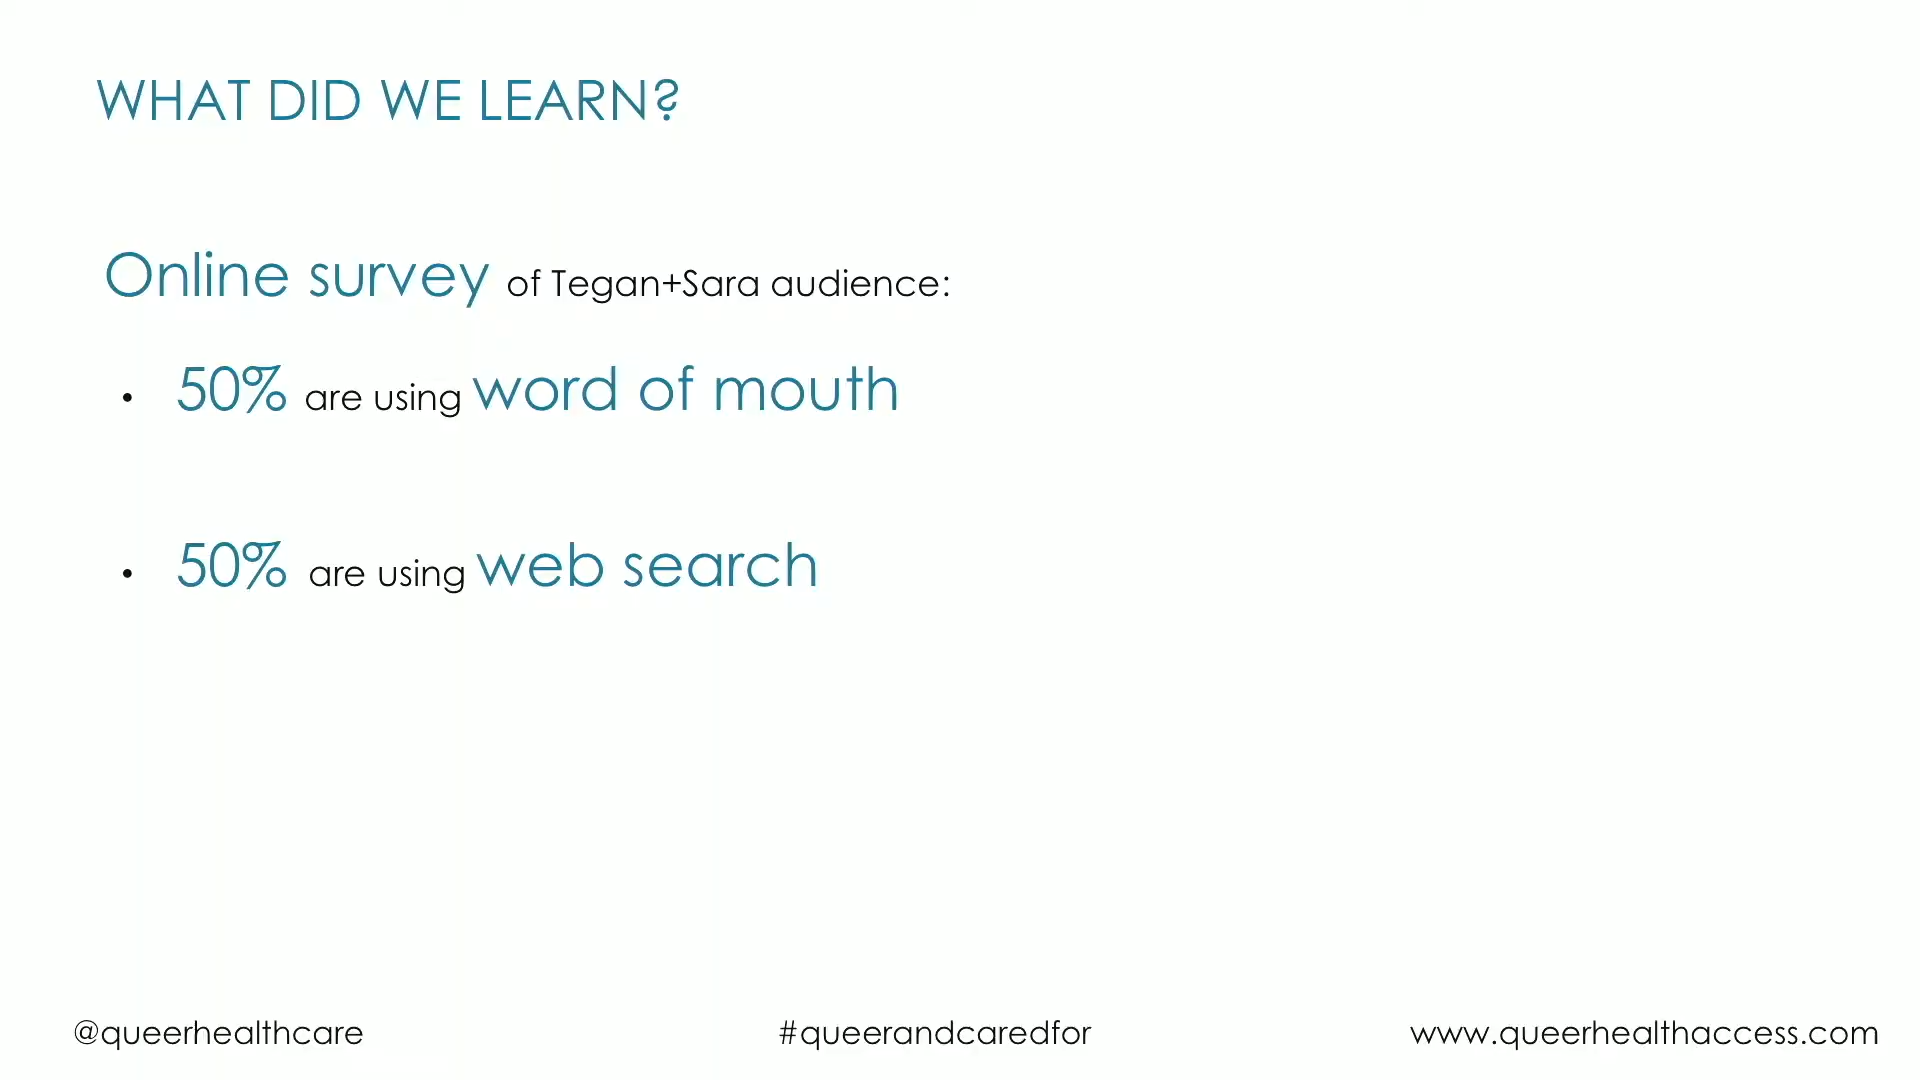 WHAT DID WE LEARN?
Online survey of Tegan+Sara audience:
• 50% are using word of mouth
• 50% are using web search
@queerhealthcare
#queerandcaredfor
www.queerhealthaccess.com